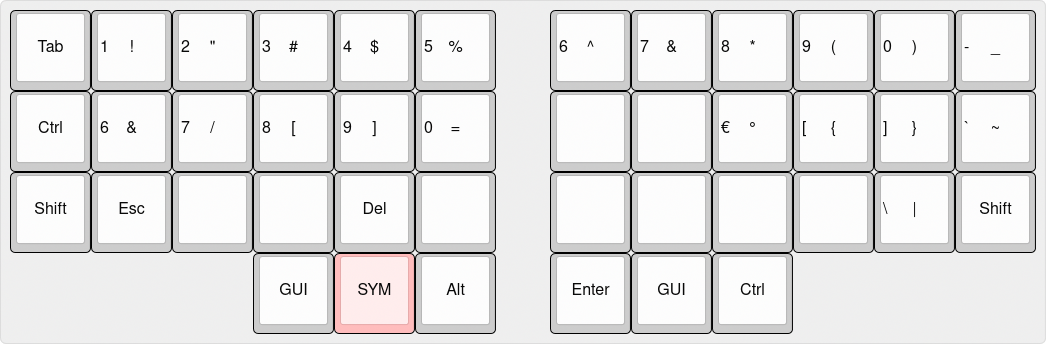 Tab 1 ! 2 " 3 # 4 $ 5 % 6 ^ 7 & 8 * 9 ( 0 ) - _
Ctrl 6 & 7 / 8 [ 9 ] 0 = € ° [ { ] } ` ~
Shift Esc Del \ | Shift
GUI SYM Alt Enter GUI Ctrl